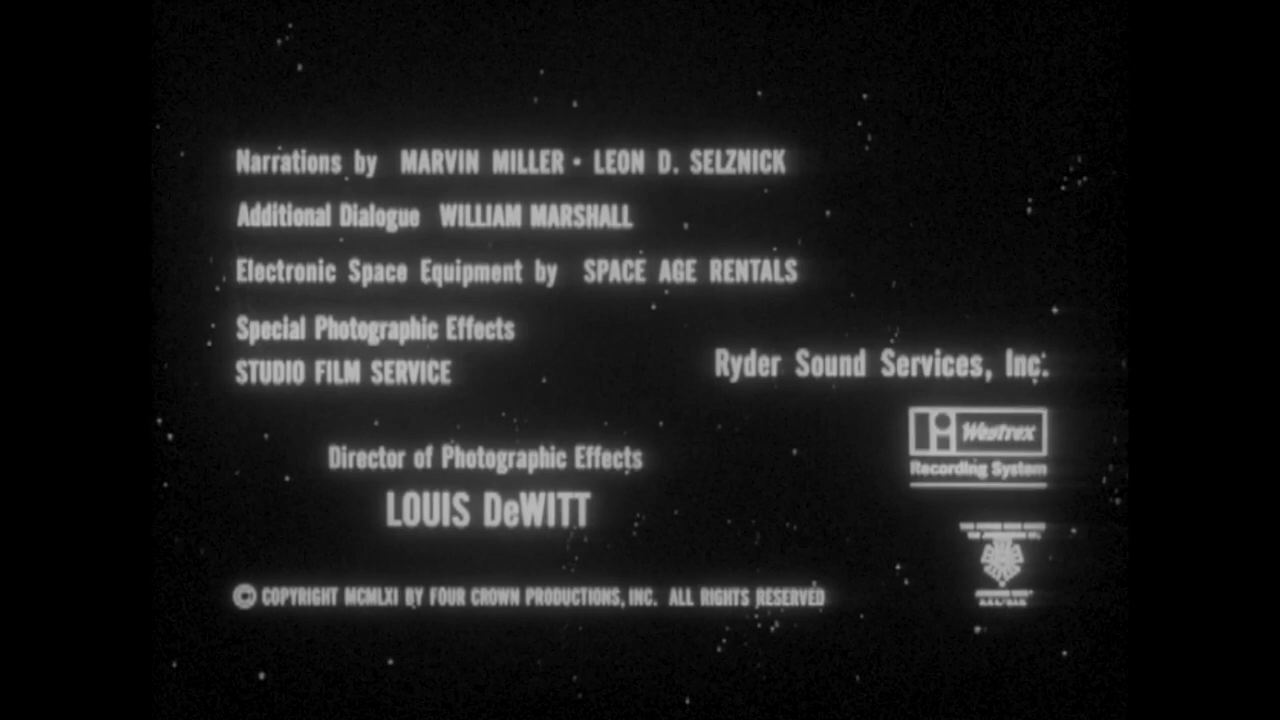 Narrations by MARVIN MILLER • LEON D. SELZNICK
Additional Dialogue WILLIAM MARSHALL
Electronic Space Equipment by SPACE AGE RENTALS
Special Photographic Effects
STUDIO FILM SERVICE
Ryder Sound Services, Inc.
Westrex
Recording System
Director of Photographic Effects
LOUIS DeWITT
© COPYRIGHT MCMLXI BY FOUR CROWN PRODUCTIONS, INC. ALL RIGHTS RESERVED